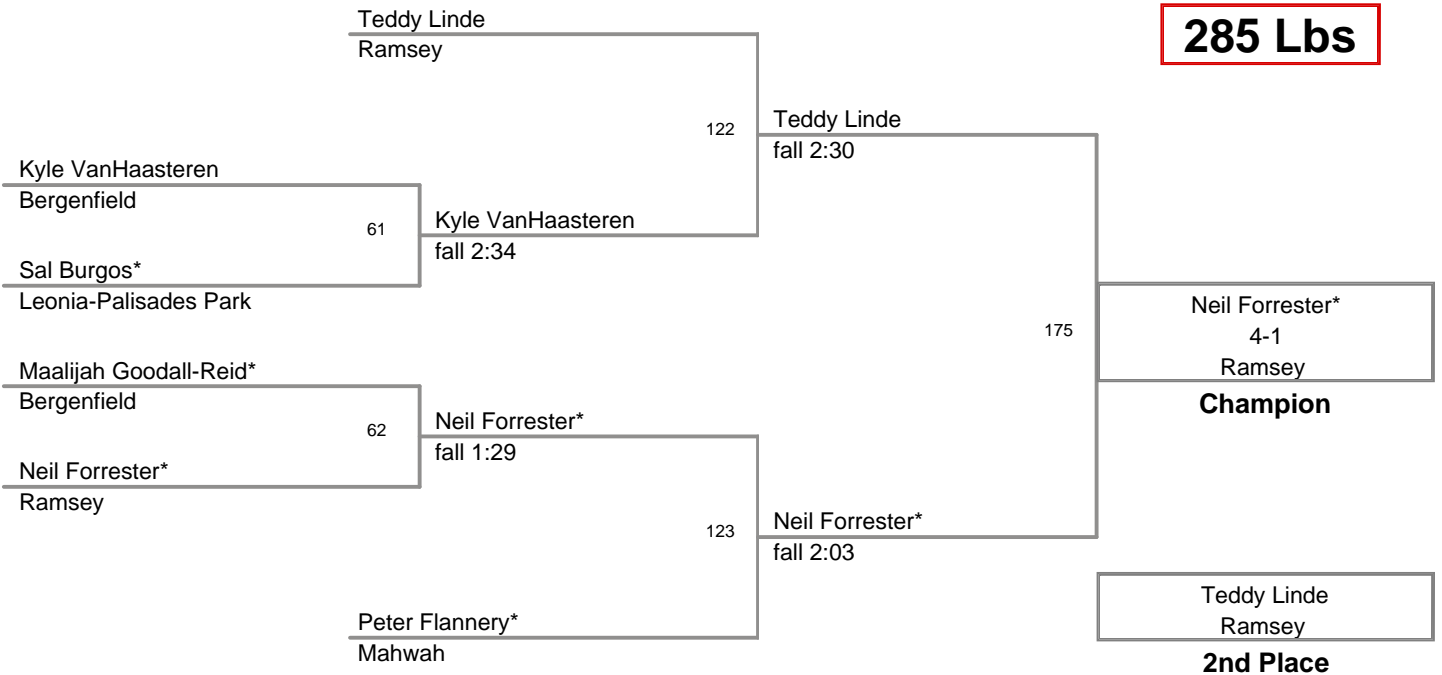 Teddy Linde
Ramsey
285 Lbs
122
Teddy Linde
fall 2:30
Kyle VanHaasteren
Bergenfield
61
Kyle VanHaasteren
fall 2:34
Sal Burgos*
Leonia-Palisades Park
175
Neil Forrester*
4-1
Ramsey
Champion
Maalijah Goodall-Reid*
Bergenfield
62
Neil Forrester*
fall 1:29
Neil Forrester*
Ramsey
123
Neil Forrester*
fall 2:03
Peter Flannery*
Mahwah
Teddy Linde
Ramsey
2nd Place